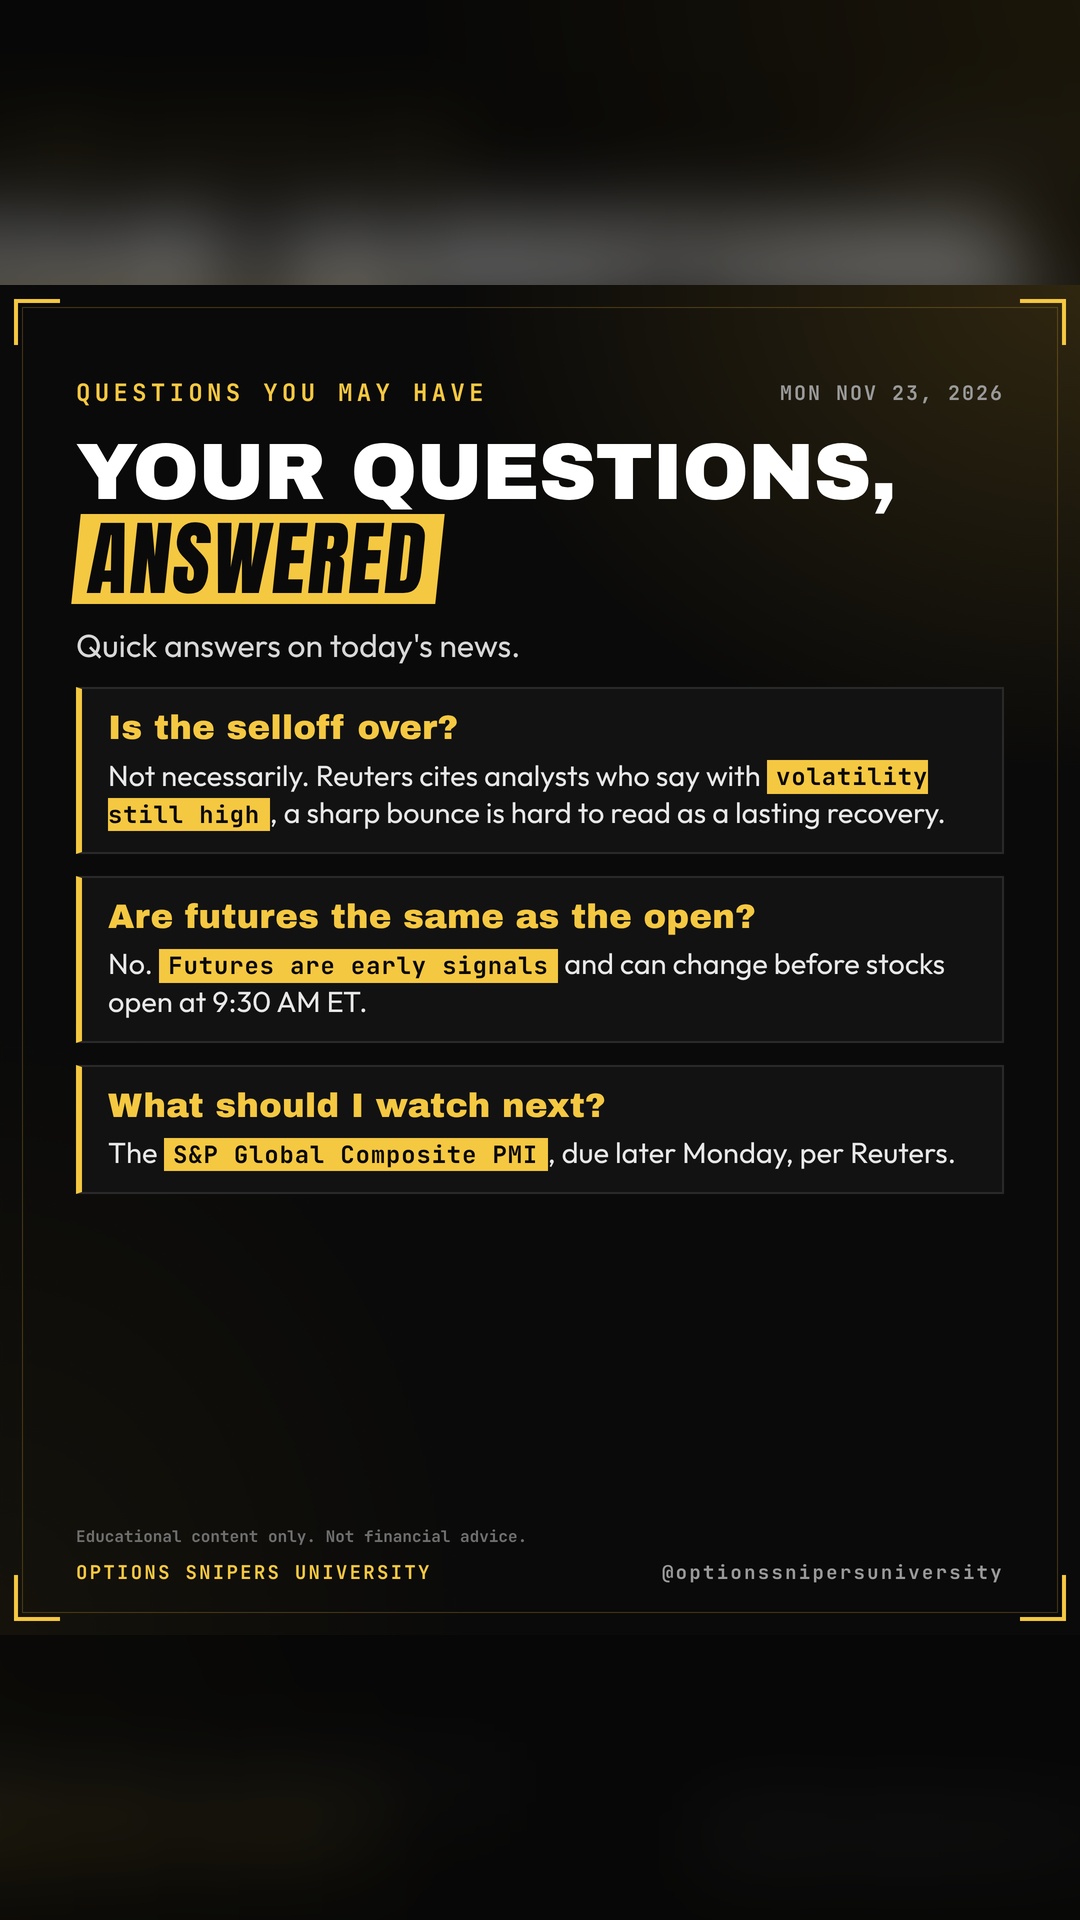 QUESTIONS YOU MAY HAVE
MON NOV 23, 2026
YOUR QUESTIONS,
ANSWERED
Quick answers on today's news.
Is the selloff over?
Not necessarily. Reuters cites analysts who say with volatility
still high, a sharp bounce is hard to read as a lasting recovery.
Are futures the same as the open?
No. Futures are early signals and can change before stocks
open at 9:30 AM ET.
What should I watch next?
The S&P Global Composite PMI, due later Monday, per Reuters.
Educational content only. Not financial advice.
OPTIONS SNIPERS UNIVERSITY
@optionssnipersuniversity